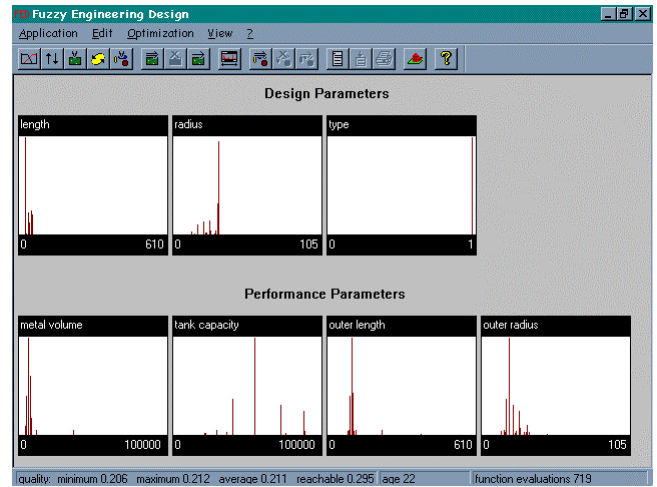 Fuzzy Engineering Design
Application Edit Optimization View ?
Design Parameters
length radius type
0 610 0 105 0 1
Performance Parameters
metal volume tank capacity outer length outer radius
0 100000 0 100000 0 610 0 105
quality: minimum 0.206 maximum 0.212 average 0.211 reachable 0.295 age 22 function evaluations 719